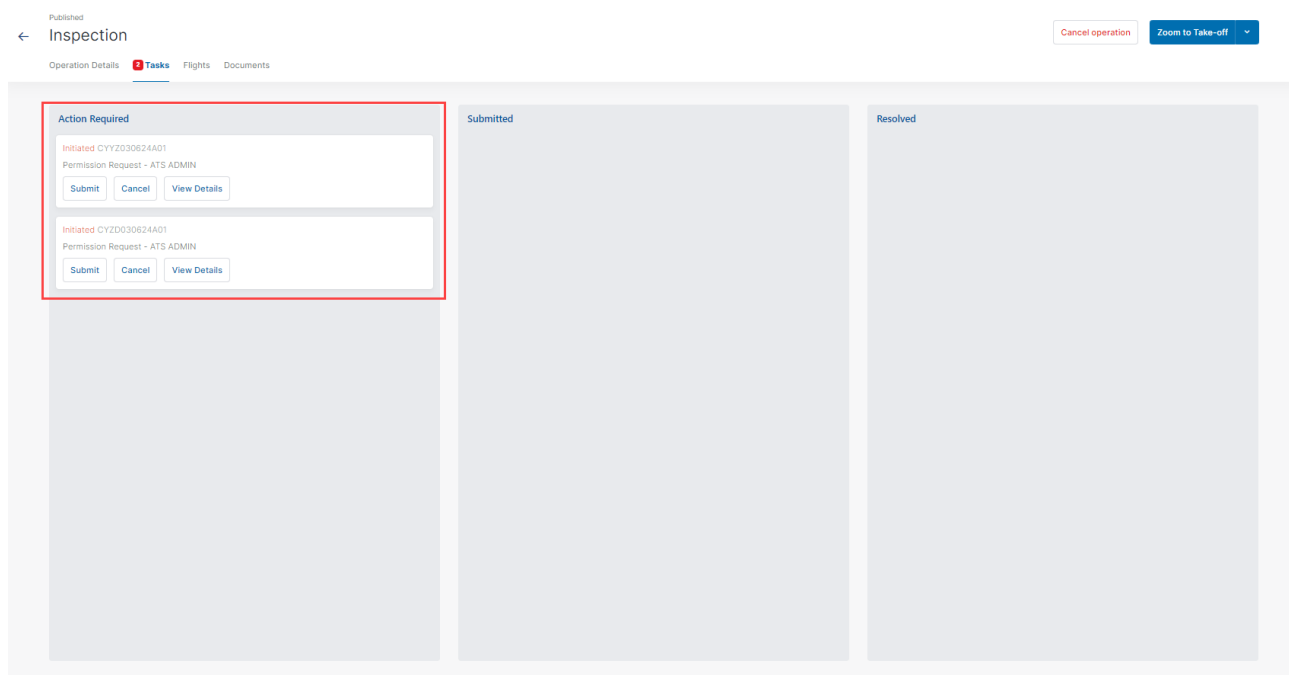 Published
Inspection
Cancel operation
Zoom to Take-off
Operation Details 2 Tasks Flights Documents
Action Required
Initiated CYYZ030624A01
Permission Request - ATS ADMIN
Submit Cancel View Details
Initiated CYZD030624A01
Permission Request - ATS ADMIN
Submit Cancel View Details
Submitted
Resolved